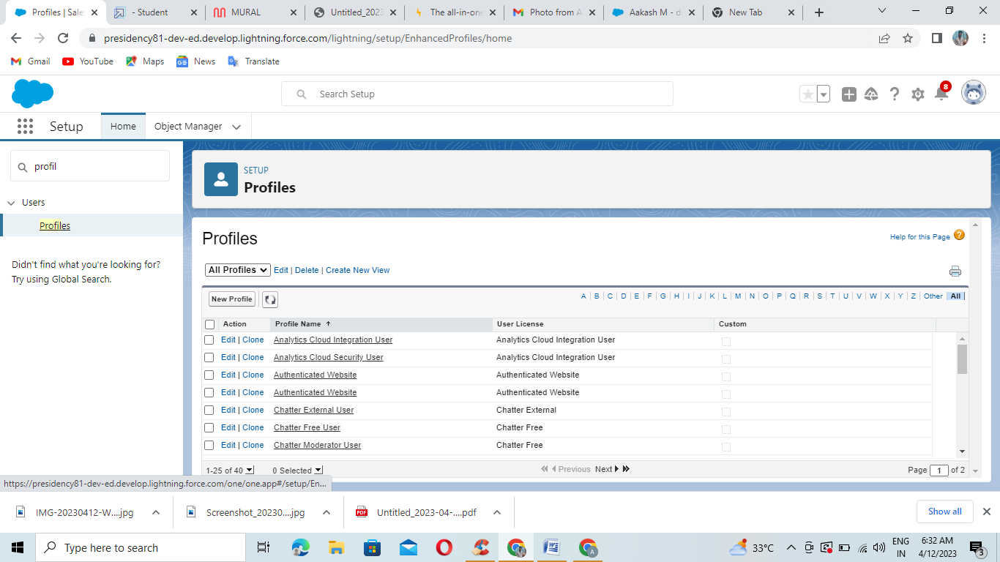 Profiles | Sales
- Student
MURAL
Untitled_2023
The all-in-one
Photo from A
Aakash M - d
New Tab
presidency81-dev-ed.develop.lightning.force.com/lightning/setup/EnhancedProfiles/home
Gmail
YouTube
Maps
News
Translate
Search Setup
8
Setup
Home
Object Manager
profil
Users
Profiles
Didn't find what you're looking for?
Try using Global Search.
SETUP
Profiles
Profiles
Help for this Page ?
All Profiles Edit | Delete | Create New View
New Profile
A | B | C | D | E | F | G | H | I | J | K | L | M | N | O | P | Q | R | S | T | U | V | W | X | Y | Z | Other | All
Action Profile Name ↑ User License Custom
Edit | Clone Analytics Cloud Integration User Analytics Cloud Integration User
Edit | Clone Analytics Cloud Security User Analytics Cloud Integration User
Edit | Clone Authenticated Website Authenticated Website
Edit | Clone Authenticated Website Authenticated Website
Edit | Clone Chatter External User Chatter External
Edit | Clone Chatter Free User Chatter Free
Edit | Clone Chatter Moderator User Chatter Free
1-25 of 40 0 Selected Previous Next Page 1 of 2
https://presidency81-dev-ed.develop.lightning.force.com/one/one.app#/setup/En...
IMG-20230412-W....jpg
Screenshot_20230....jpg
PDF
Untitled_2023-04-....pdf
Show all
Type here to search
33°C
ENG
IN
6:32 AM
4/12/2023
3